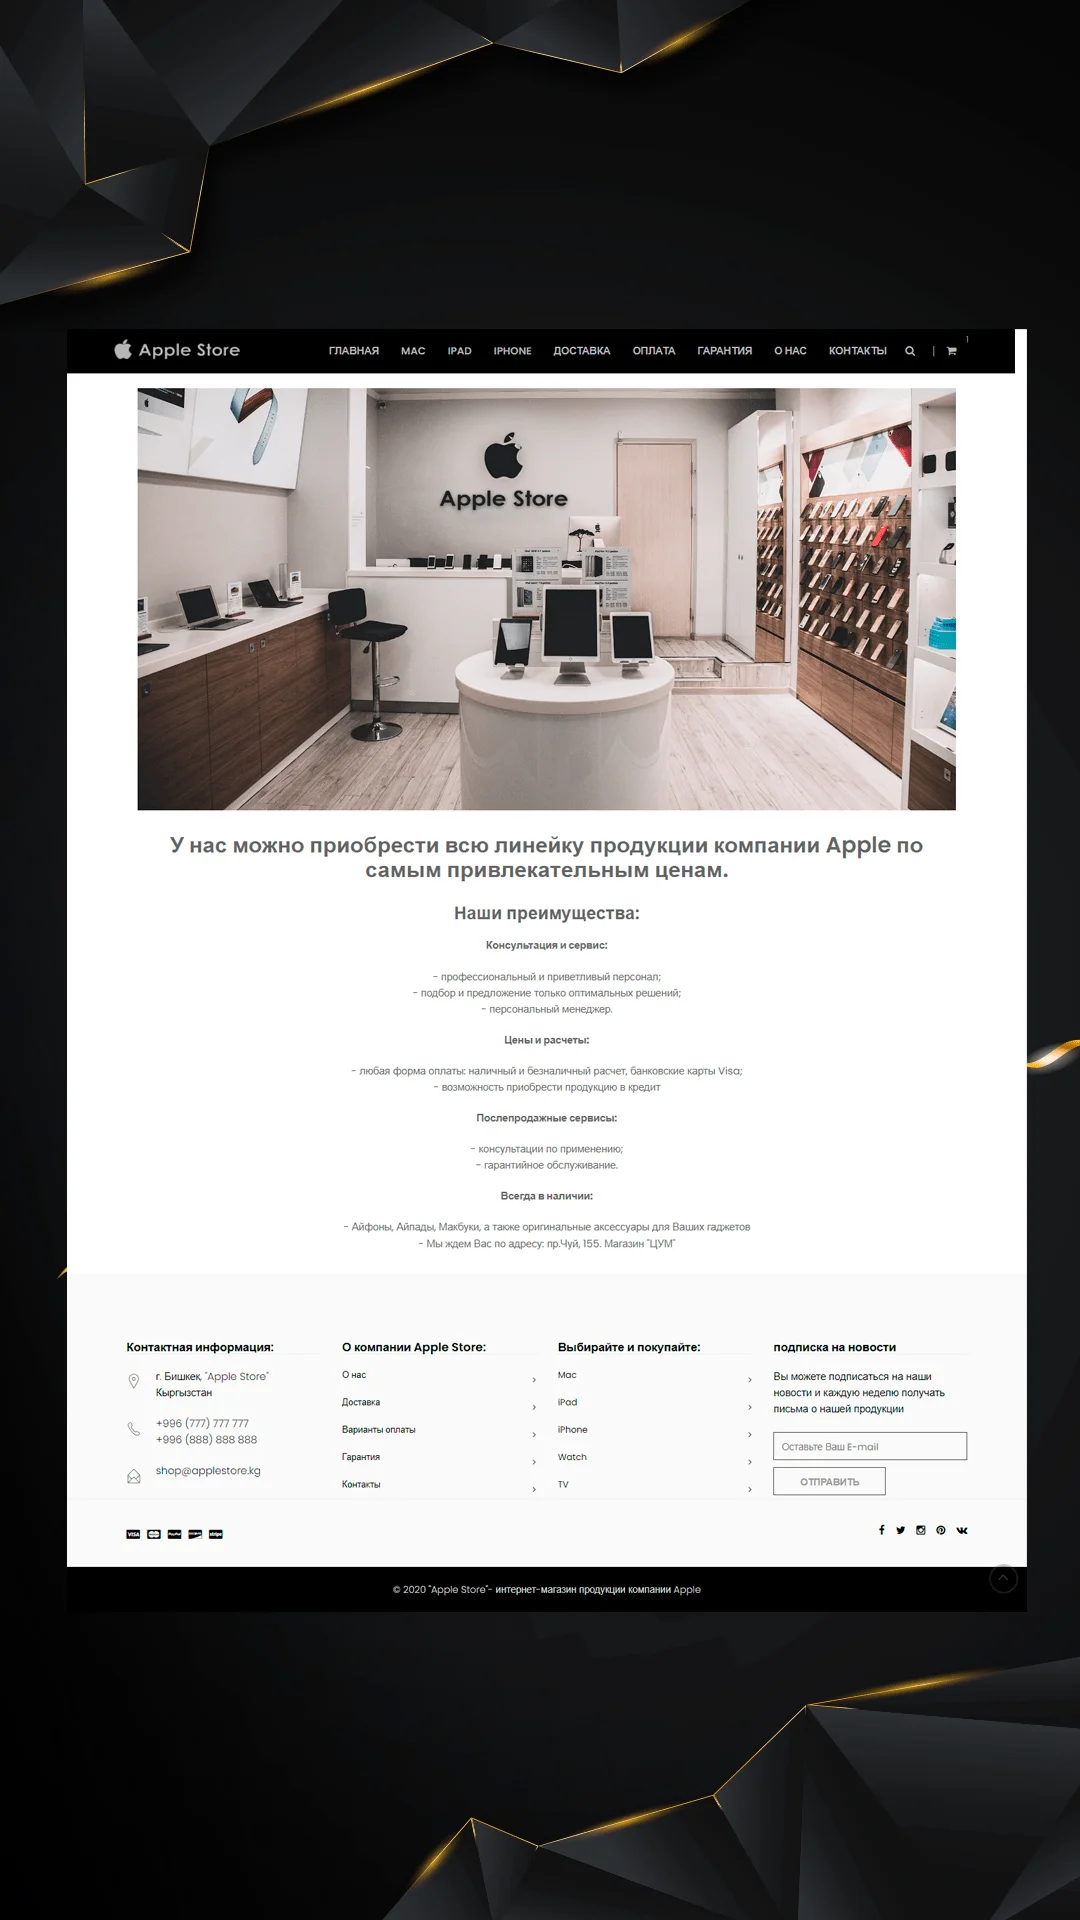 Apple Store
ГЛАВНАЯ MAC IPAD IPHONE ДОСТАВКА ОПЛАТА ГАРАНТИЯ О НАС КОНТАКТЫ | 1
Apple Store
У нас можно приобрести всю линейку продукции компании Apple по
самым привлекательным ценам.
Наши преимущества:
Консультация и сервис:
- профессиональный и приветливый персонал;
- подбор и предложение только оптимальных решений;
- персональный менеджер.
Цены и расчеты:
- любая форма оплаты: наличный и безналичный расчет, банковские карты Visa;
- возможность приобрести продукцию в кредит
Послепродажные сервисы:
- консультации по применению;
- гарантийное обслуживание.
Всегда в наличии:
- Айфоны, Айпады, Макбуки, а также оригинальные аксессуары для Ваших гаджетов
- Мы ждем Вас по адресу: пр.Чуй, 155. Магазин "ЦУМ"
Контактная информация:
г. Бишкек, "Apple Store"
Кыргызстан
+996 (777) 777 777
+996 (888) 888 888
shop@applestore.kg
О компании Apple Store:
О нас
Доставка
Варианты оплаты
Гарантия
Контакты
Выбирайте и покупайте:
Mac
iPad
iPhone
Watch
TV
подписка на новости
Вы можете подписаться на наши
новости и каждую неделю получать
письма о нашей продукции
Оставьте Ваш E-mail
ОТПРАВИТЬ
VISA PayPal stripe
© 2020 "Apple Store"- интернет-магазин продукции компании Apple